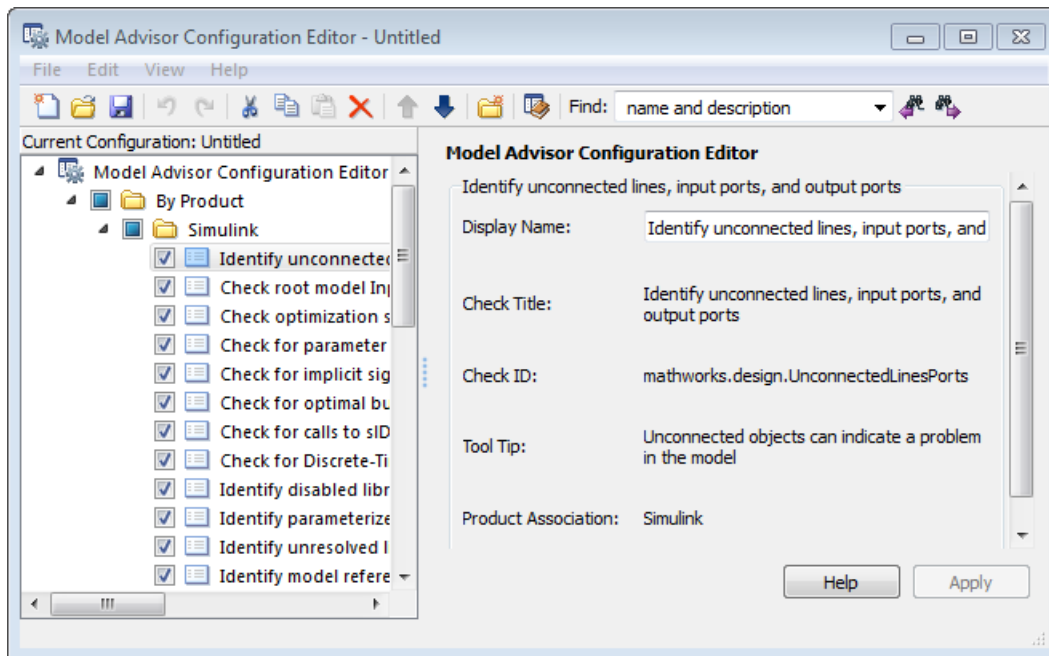 Model Advisor Configuration Editor - Untitled
File Edit View Help
Find: name and description
Current Configuration: Untitled
Model Advisor Configuration Editor
By Product
Simulink
Identify unconnected
Check root model Inp
Check optimization s
Check for parameter
Check for implicit sig
Check for optimal bu
Check for calls to slD
Check for Discrete-Ti
Identify disabled libr
Identify parameterize
Identify unresolved l
Identify model refere
Model Advisor Configuration Editor
Identify unconnected lines, input ports, and output ports
Display Name: Identify unconnected lines, input ports, and
Check Title: Identify unconnected lines, input ports, and
output ports
Check ID: mathworks.design.UnconnectedLinesPorts
Tool Tip: Unconnected objects can indicate a problem
in the model
Product Association: Simulink
Help Apply